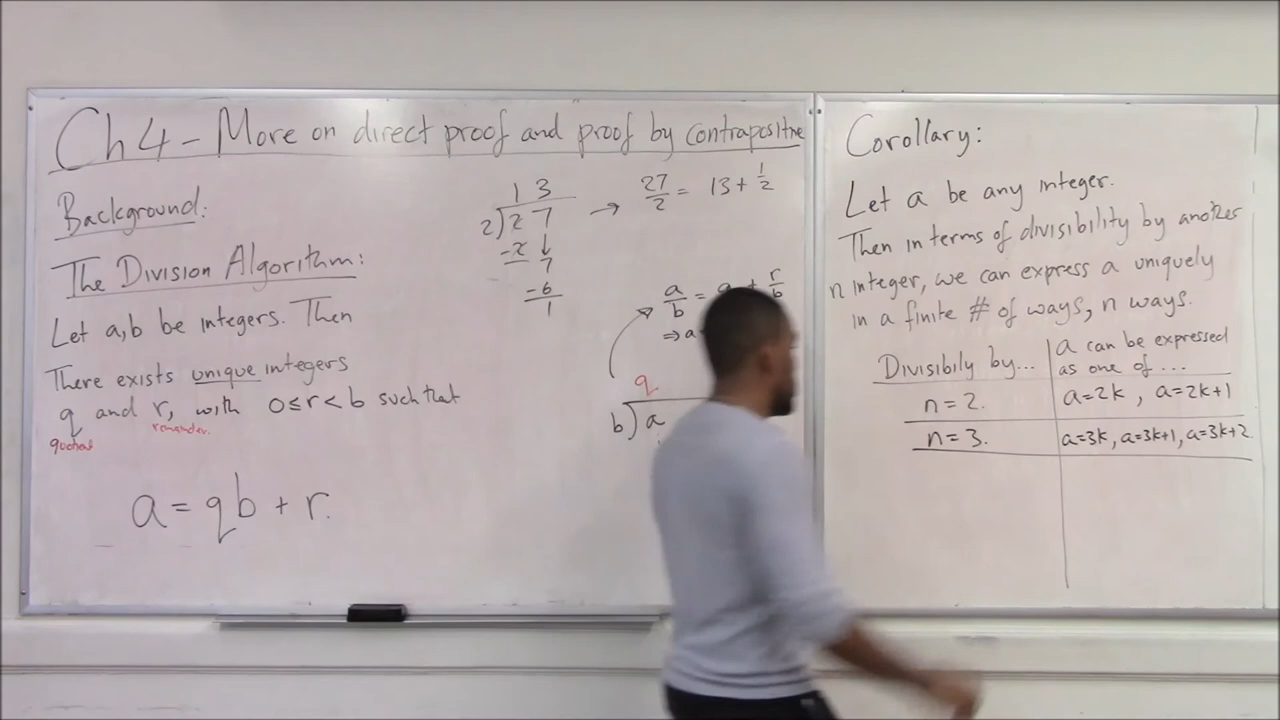 Ch 4 - More on direct proof and proof by contrapositive
Background:
The Division Algorithm:
Let a,b be integers. Then
There exists unique integers
q and r, with 0≤r<b such that
quotient remainder.
a = qb + r.
1 3
2)2 7
-2↓
7
-6
1
→ 27/2 = 13 + 1/2
a/b = q + r/b
⇒ a
q
b)a
Corollary:
Let a be any integer.
Then in terms of divisibility by another
n integer, we can express a uniquely
in a finite # of ways, n ways.
Divisibily by... a can be expressed
as one of ...
n=2. a=2k, a=2k+1
n=3. a=3k, a=3k+1, a=3k+2.